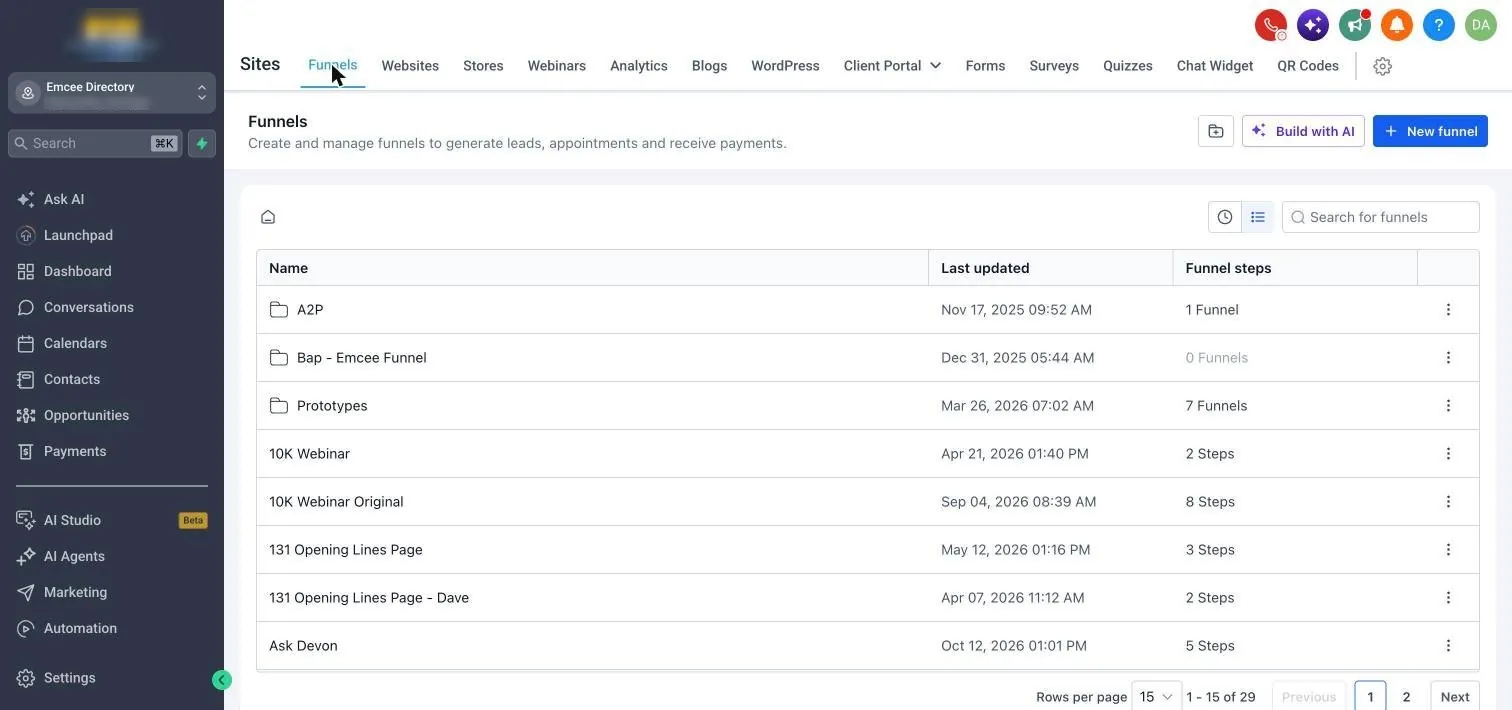 DA
Sites Funnels Websites Stores Webinars Analytics Blogs WordPress Client Portal Forms Surveys Quizzes Chat Widget QR Codes
Emcee Directory
Search ⌘K
Ask AI
Launchpad
Dashboard
Conversations
Calendars
Contacts
Opportunities
Payments
AI Studio Beta
AI Agents
Marketing
Automation
Settings
Funnels
Create and manage funnels to generate leads, appointments and receive payments.
Build with AI + New funnel
Search for funnels
Name Last updated Funnel steps
A2P Nov 17, 2025 09:52 AM 1 Funnel
Bap - Emcee Funnel Dec 31, 2025 05:44 AM 0 Funnels
Prototypes Mar 26, 2026 07:02 AM 7 Funnels
10K Webinar Apr 21, 2026 01:40 PM 2 Steps
10K Webinar Original Sep 04, 2026 08:39 AM 8 Steps
131 Opening Lines Page May 12, 2026 01:16 PM 3 Steps
131 Opening Lines Page - Dave Apr 07, 2026 11:12 AM 2 Steps
Ask Devon Oct 12, 2026 01:01 PM 5 Steps
Rows per page 15 1 - 15 of 29 Previous 1 2 Next